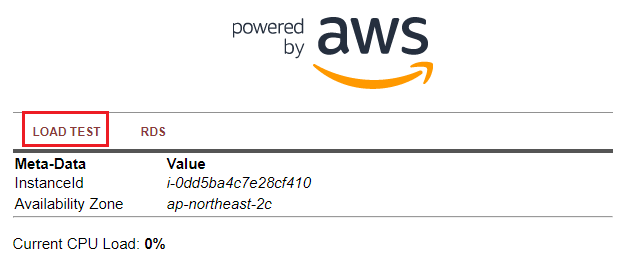 powered
by aws
LOAD TEST RDS
Meta-Data Value
InstanceId i-0dd5ba4c7e28cf410
Availability Zone ap-northeast-2c
Current CPU Load: 0%